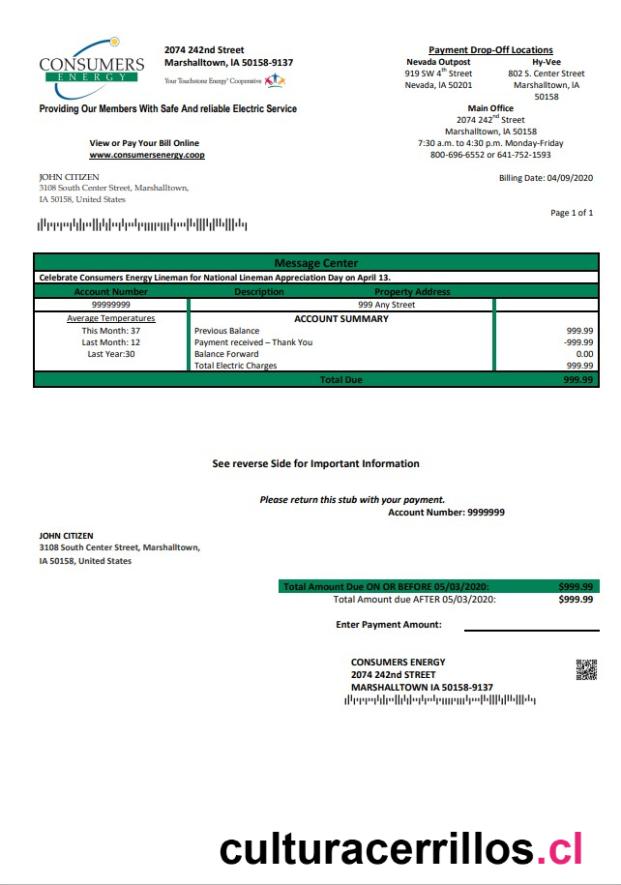 CONSUMERS
ENERGY
2074 242nd Street
Marshalltown, IA 50158-9137
Your Touchstone Energy® Cooperative
Providing Our Members With Safe And reliable Electric Service
View or Pay Your Bill Online
www.consumersenergy.coop
Payment Drop-Off Locations
Nevada Outpost
919 SW 4th Street
Nevada, IA 50201
Hy-Vee
802 S. Center Street
Marshalltown, IA
50158
Main Office
2074 242nd Street
Marshalltown, IA 50158
7:30 a.m. to 4:30 p.m. Monday-Friday
800-696-6552 or 641-752-1593
JOHN CITIZEN
3108 South Center Street, Marshalltown,
IA 50158, United States
Billing Date: 04/09/2020
Page 1 of 1
Message Center
Celebrate Consumers Energy Lineman for National Lineman Appreciation Day on April 13.
Account Number Description Property Address
99999999 999 Any Street
Average Temperatures
This Month: 37
Last Month: 12
Last Year:30
ACCOUNT SUMMARY
Previous Balance 999.99
Payment received – Thank You -999.99
Balance Forward 0.00
Total Electric Charges 999.99
Total Due 999.99
See reverse Side for Important Information
Please return this stub with your payment.
Account Number: 9999999
JOHN CITIZEN
3108 South Center Street, Marshalltown,
IA 50158, United States
Total Amount Due ON OR BEFORE 05/03/2020: $999.99
Total Amount due AFTER 05/03/2020: $999.99
Enter Payment Amount:
CONSUMERS ENERGY
2074 242nd STREET
MARSHALLTOWN IA 50158-9137
culturacerrillos.cl